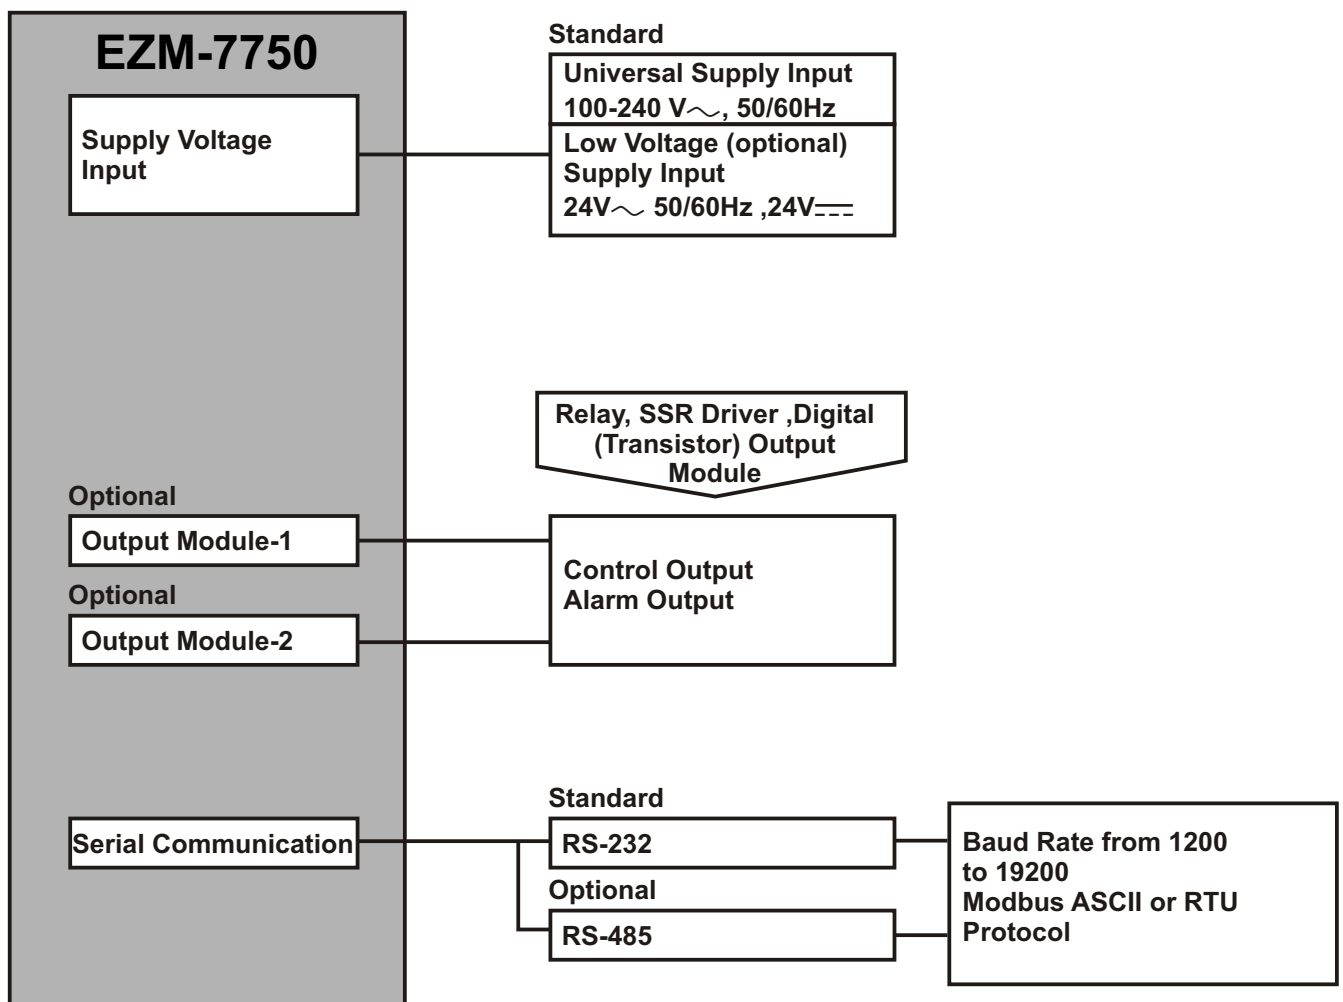 EZM-7750
Supply Voltage
Input
Standard
Universal Supply Input
100-240 V～, 50/60Hz
Low Voltage (optional)
Supply Input
24V～ 50/60Hz ,24V⎓
Relay, SSR Driver ,Digital
(Transistor) Output
Module
Optional
Output Module-1
Optional
Output Module-2
Control Output
Alarm Output
Serial Communication
Standard
RS-232
Optional
RS-485
Baud Rate from 1200
to 19200
Modbus ASCII or RTU
Protocol